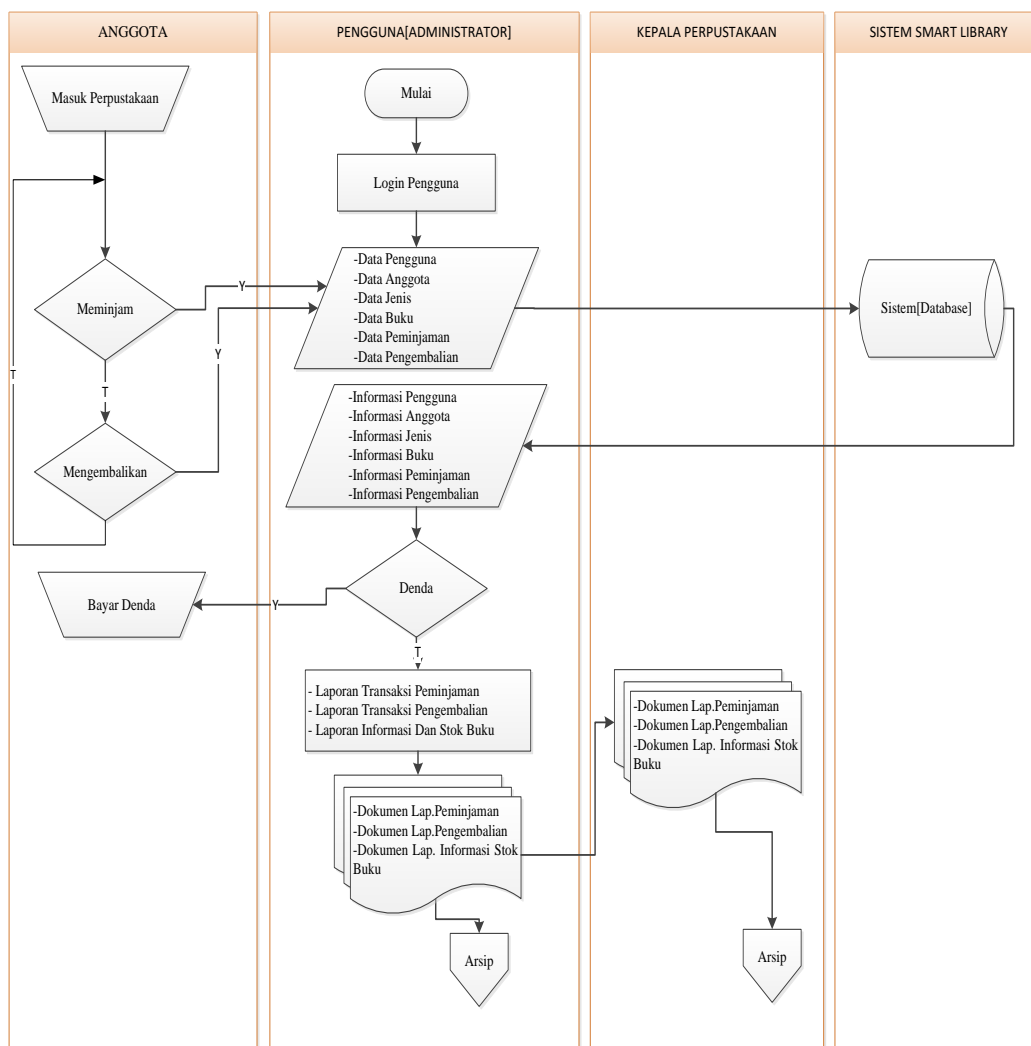 ANGGOTA
PENGGUNA[ADMINISTRATOR]
KEPALA PERPUSTAKAAN
SISTEM SMART LIBRARY
Masuk Perpustakaan
Mulai
Login Pengguna
-Data Pengguna
-Data Anggota
-Data Jenis
-Data Buku
-Data Peminjaman
-Data Pengembalian
Meminjam
Y
Sistem[Database]
Y
T
T
Mengembalikan
-Informasi Pengguna
-Informasi Anggota
-Informasi Jenis
-Informasi Buku
-Informasi Peminjaman
-Informasi Pengembalian
Denda
Y
Bayar Denda
T
- Laporan Transaksi Peminjaman
- Laporan Transaksi Pengembalian
- Laporan Informasi Dan Stok Buku
-Dokumen Lap.Peminjaman
-Dokumen Lap.Pengembalian
-Dokumen Lap. Informasi Stok
Buku
-Dokumen Lap.Peminjaman
-Dokumen Lap.Pengembalian
-Dokumen Lap. Informasi Stok
Buku
Arsip
Arsip